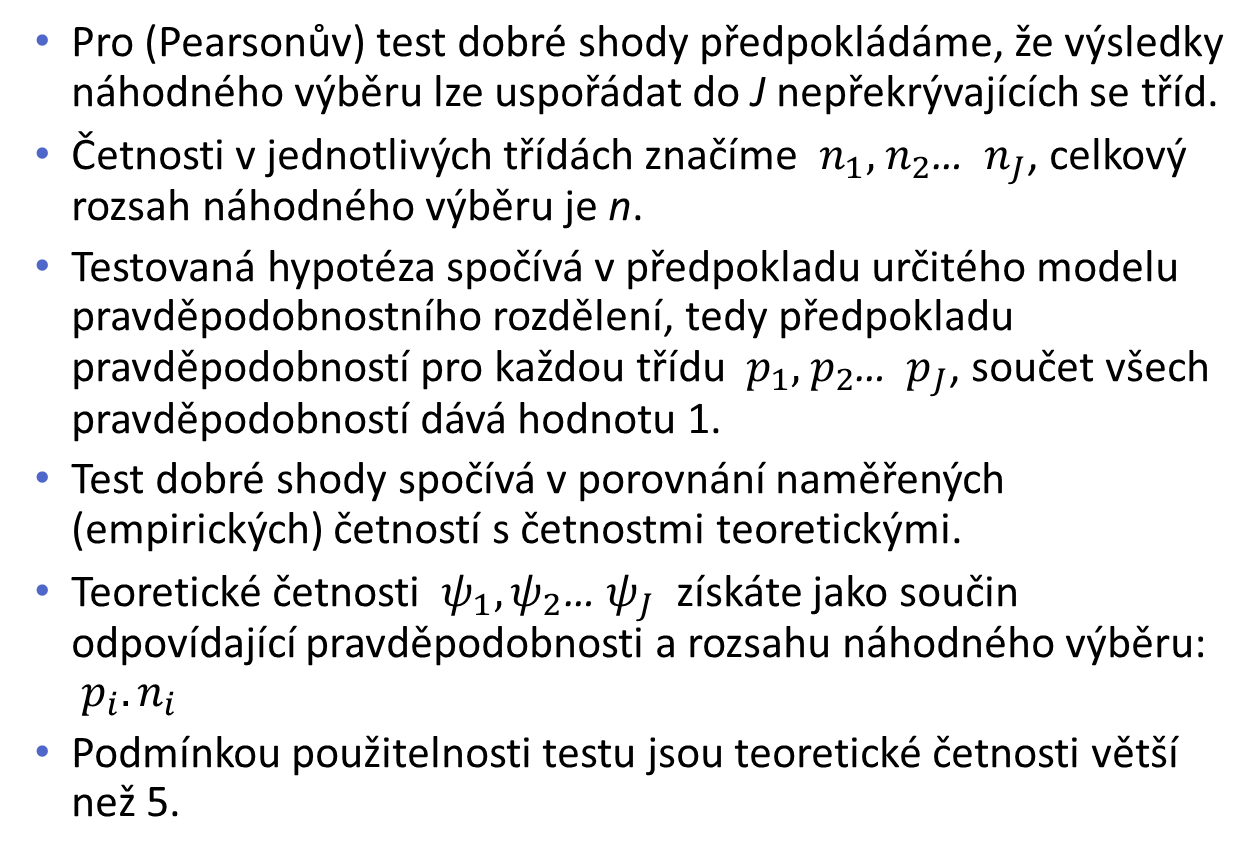 • Pro (Pearsonův) test dobré shody předpokládáme, že výsledky
náhodného výběru lze uspořádat do J nepřekrývajících se tříd.
• Četnosti v jednotlivých třídách značíme n₁, n₂... n_J, celkový
rozsah náhodného výběru je n.
• Testovaná hypotéza spočívá v předpokladu určitého modelu
pravděpodobnostního rozdělení, tedy předpokladu
pravděpodobností pro každou třídu p₁, p₂... p_J, součet všech
pravděpodobností dává hodnotu 1.
• Test dobré shody spočívá v porovnání naměřených
(empirických) četností s četnostmi teoretickými.
• Teoretické četnosti ψ₁, ψ₂... ψ_J získáte jako součin
odpovídající pravděpodobnosti a rozsahu náhodného výběru:
pᵢ. nᵢ
• Podmínkou použitelnosti testu jsou teoretické četnosti větší
než 5.